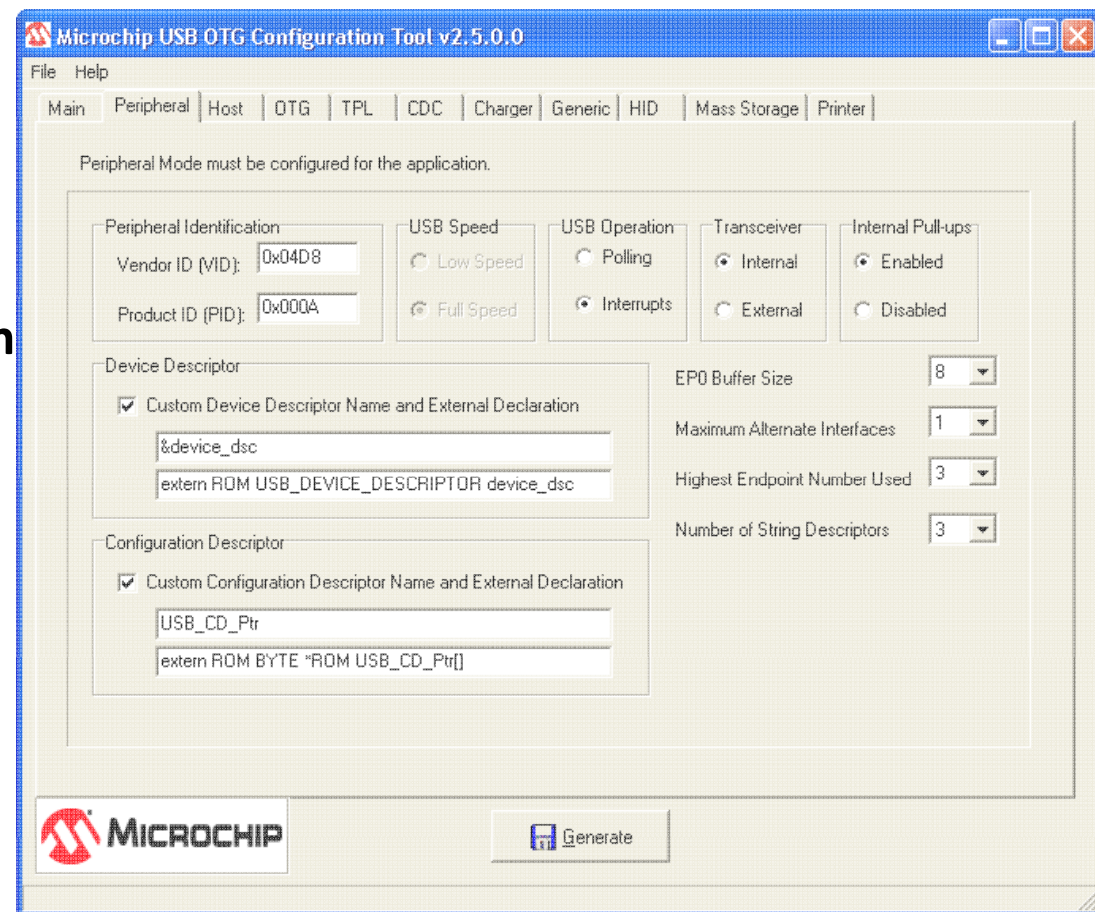 Microchip USB OTG Configuration Tool v2.5.0.0
File Help
Main Peripheral Host OTG TPL CDC Charger Generic HID Mass Storage Printer
Peripheral Mode must be configured for the application.
Peripheral Identification USB Speed USB Operation Transceiver Internal Pull-ups
Vendor ID (VID): 0x04D8 Low Speed Polling Internal Enabled
Product ID (PID): 0x000A Full Speed Interrupts External Disabled
n
Device Descriptor
EP0 Buffer Size 8
Custom Device Descriptor Name and External Declaration
Maximum Alternate Interfaces 1
&device_dsc
extern ROM USB_DEVICE_DESCRIPTOR device_dsc
Highest Endpoint Number Used 3
Number of String Descriptors 3
Configuration Descriptor
Custom Configuration Descriptor Name and External Declaration
USB_CD_Ptr
extern ROM BYTE *ROM USB_CD_Ptr[]
MICROCHIP
Generate